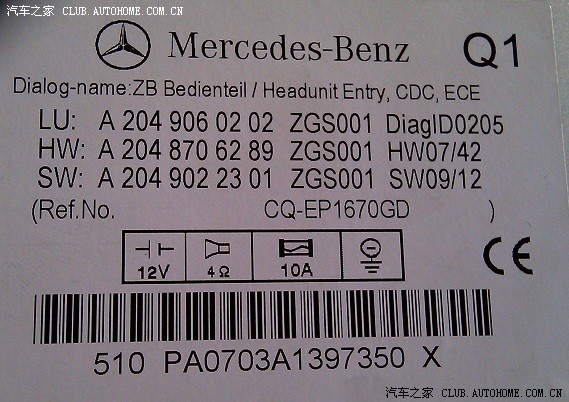 汽车之家 CLUB.AUTOHOME.COM.CN
Mercedes-Benz Q1
Dialog-name:ZB Bedienteil / Headunit Entry, CDC, ECE
LU: A 204 906 02 02 ZGS001 DiagID0205
HW: A 204 870 62 89 ZGS001 HW07/42
SW: A 204 902 23 01 ZGS001 SW09/12
(Ref.No. CQ-EP1670GD )
12V 4Ω 10A
CE
510 PA0703A1397350 X
汽车之家 CLUB.AUTOHOME.COM.CN